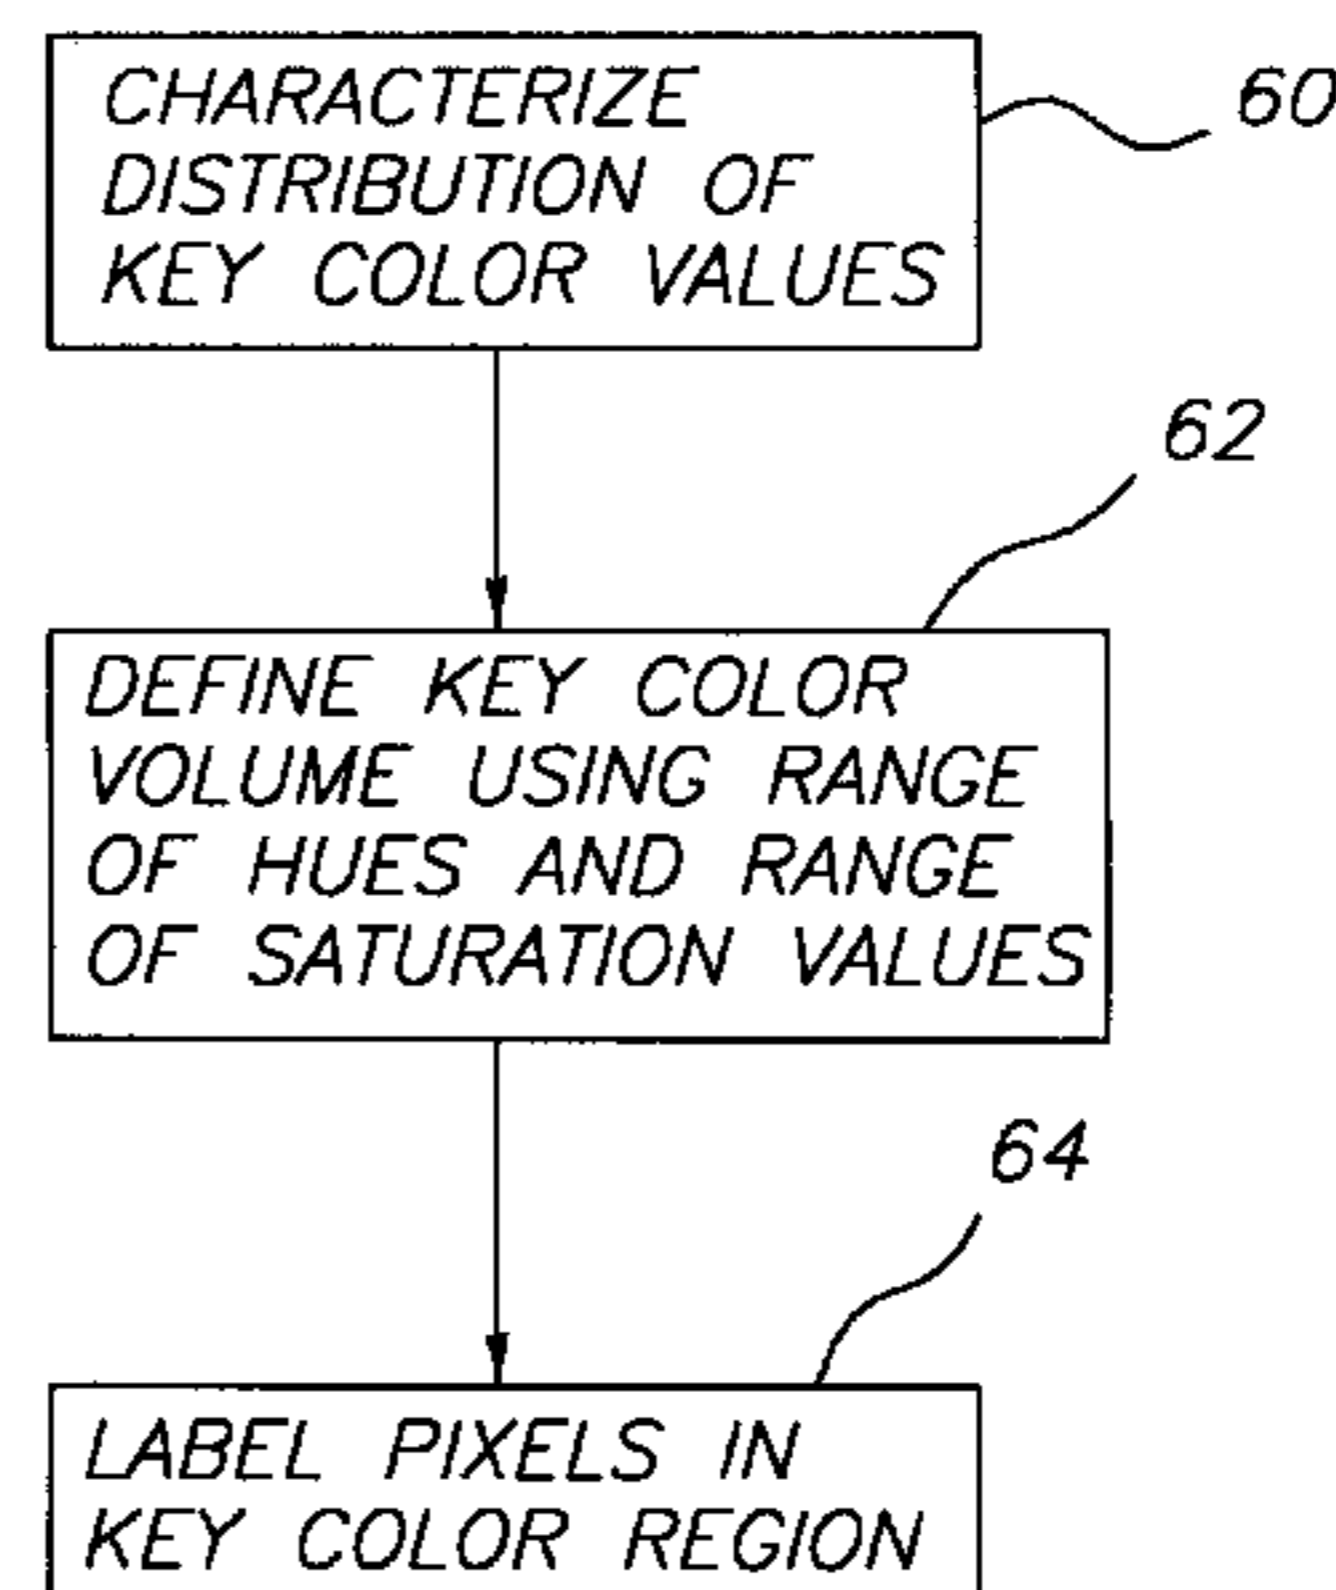 CHARACTERIZE
DISTRIBUTION OF
KEY COLOR VALUES
60
62
DEFINE KEY COLOR
VOLUME USING RANGE
OF HUES AND RANGE
OF SATURATION VALUES
64
LABEL PIXELS IN
KEY COLOR REGION